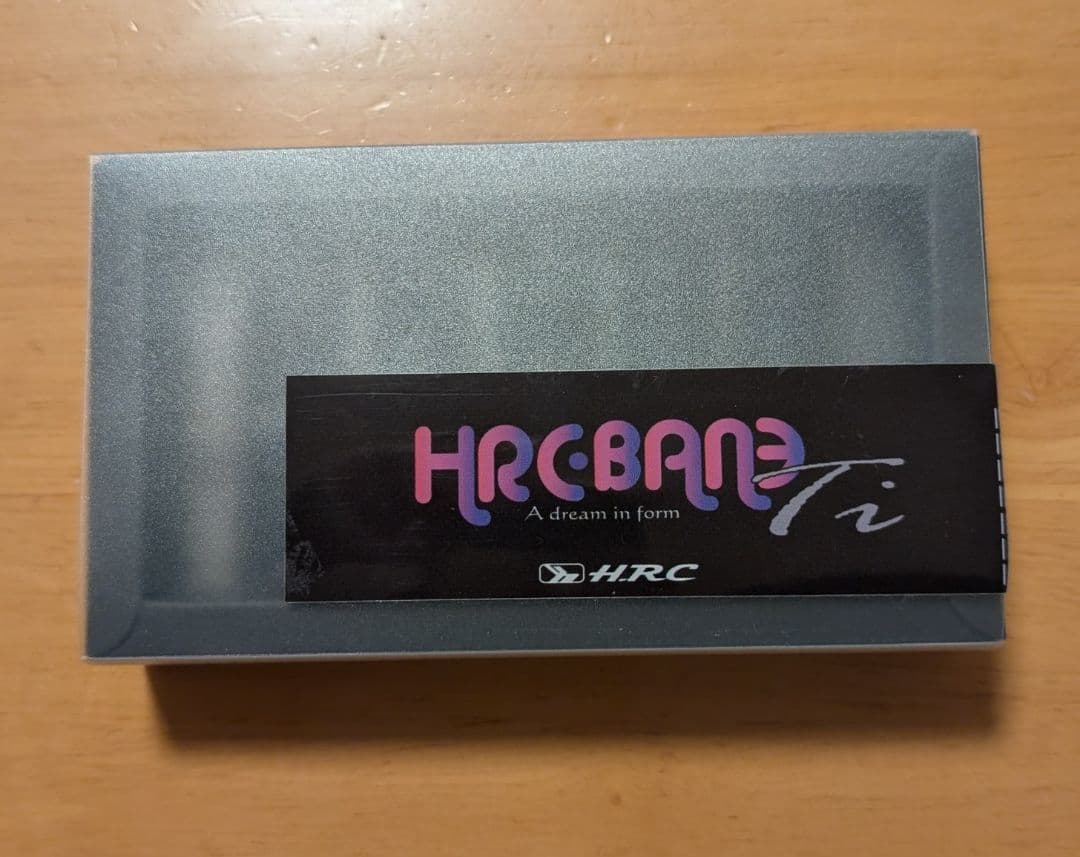 HRC·BANE Ti
A dream in form
H.RC